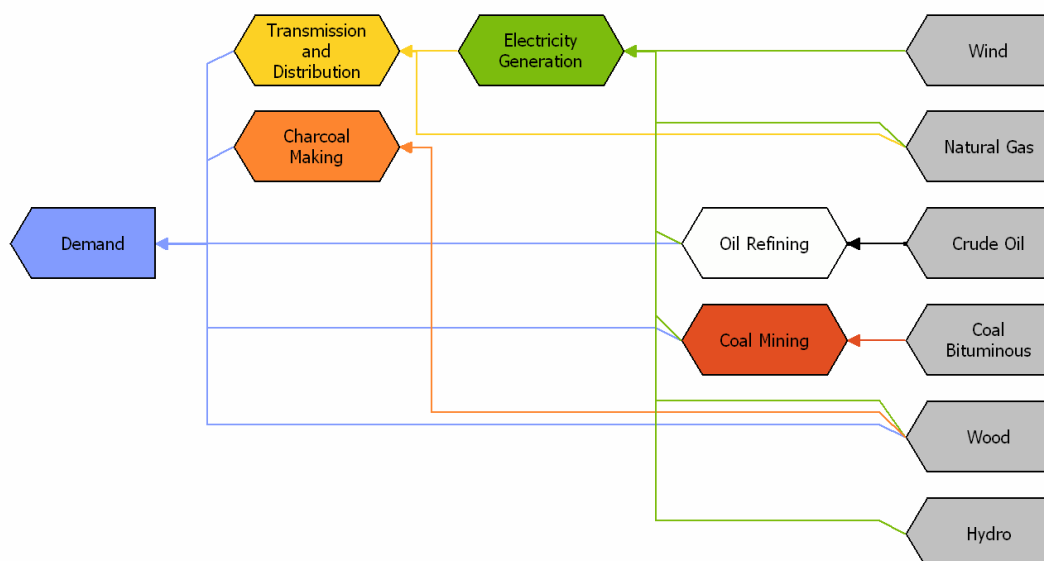 Transmission
and
Distribution
Electricity
Generation
Wind
Charcoal
Making
Natural Gas
Demand
Oil Refining
Crude Oil
Coal Mining
Coal
Bituminous
Wood
Hydro